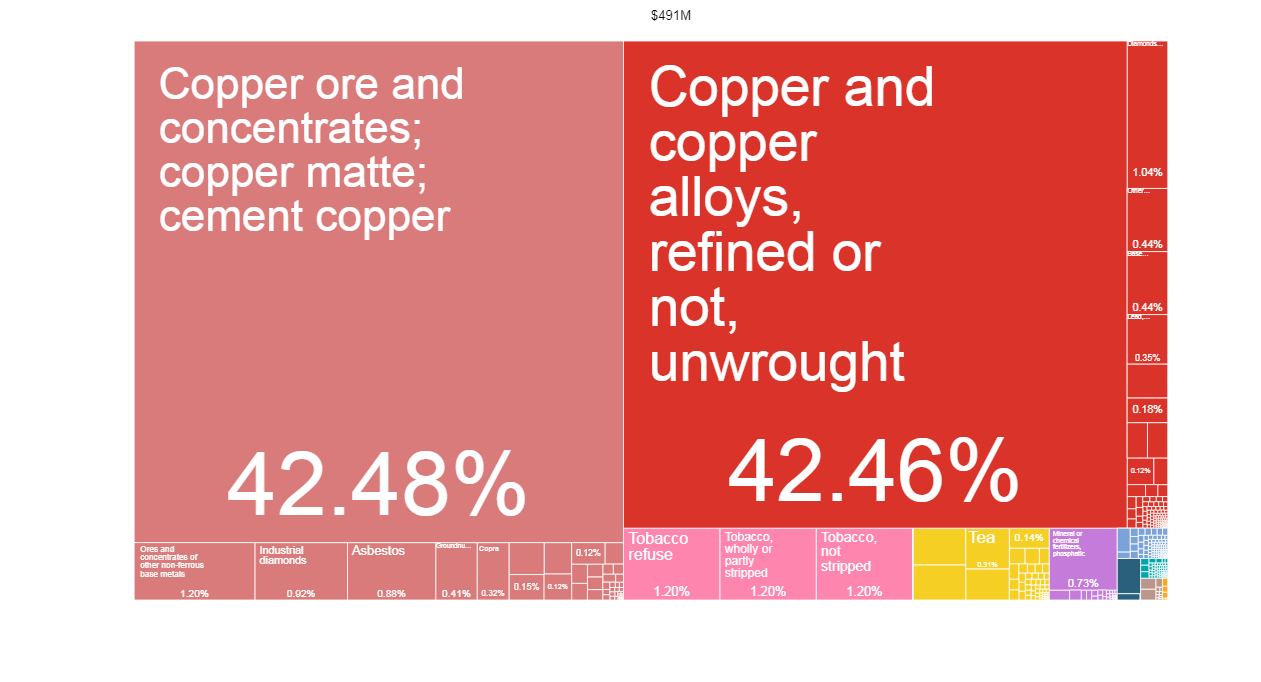 $491M
Copper ore and
concentrates;
copper matte;
cement copper
42.48%
Copper and
copper
alloys,
refined or
not,
unwrought
42.46%
Diamonds...
1.04%
Other...
0.44%
Base...
0.44%
0.35%
0.18%
0.12%
Ores and
concentrates of
other non-ferrous
base metals
1.20%
Industrial
diamonds
0.92%
Asbestos
0.88%
Groundnu...
0.41%
Copra
0.32%
0.15%
0.12%
0.12%
Tobacco
refuse
1.20%
Tobacco,
wholly or
partly
stripped
1.20%
Tobacco,
not
stripped
1.20%
Tea
0.31%
0.14%
Mineral or
chemical
fertilizers,
phosphatic
0.73%